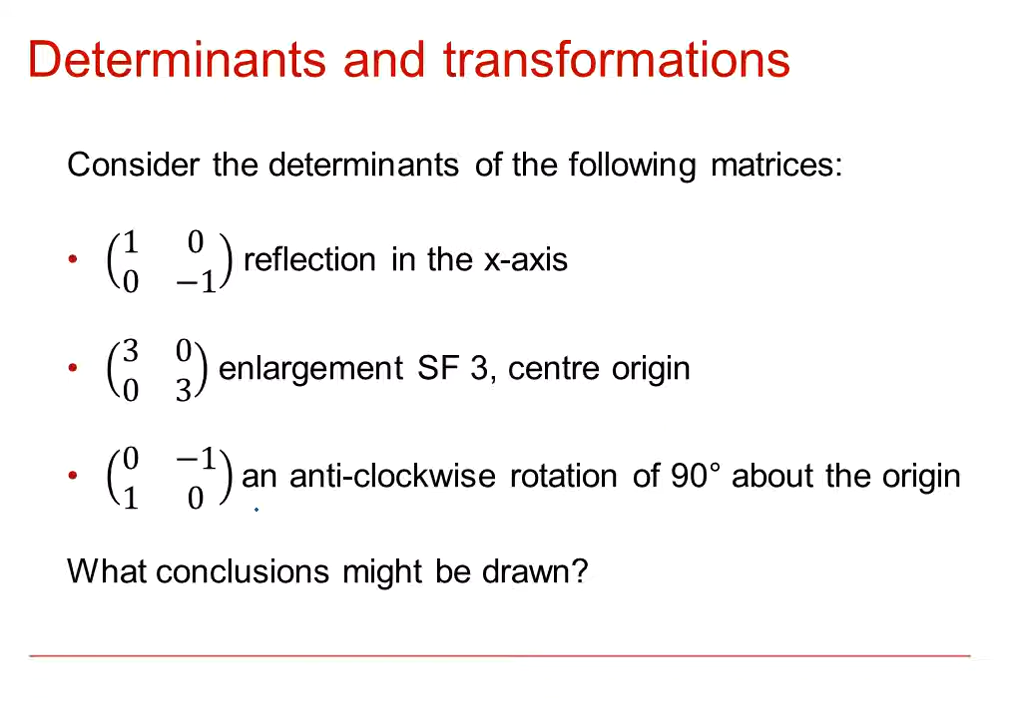 Determinants and transformations
Consider the determinants of the following matrices:
• (1 0
0 −1) reflection in the x-axis
• (3 0
0 3) enlargement SF 3, centre origin
• (0 −1
1 0) an anti-clockwise rotation of 90° about the origin
What conclusions might be drawn?